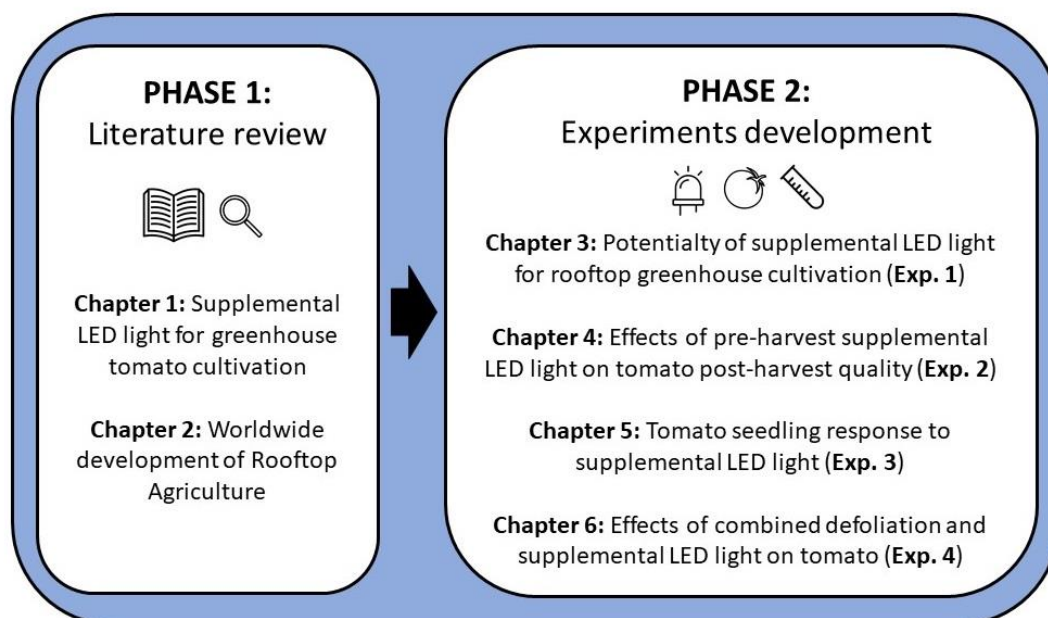 PHASE 1:
Literature review
Chapter 1: Supplemental
LED light for greenhouse
tomato cultivation
Chapter 2: Worldwide
development of Rooftop
Agriculture
PHASE 2:
Experiments development
Chapter 3: Potentialty of supplemental LED light
for rooftop greenhouse cultivation (Exp. 1)
Chapter 4: Effects of pre-harvest supplemental
LED light on tomato post-harvest quality (Exp. 2)
Chapter 5: Tomato seedling response to
supplemental LED light (Exp. 3)
Chapter 6: Effects of combined defoliation and
supplemental LED light on tomato (Exp. 4)